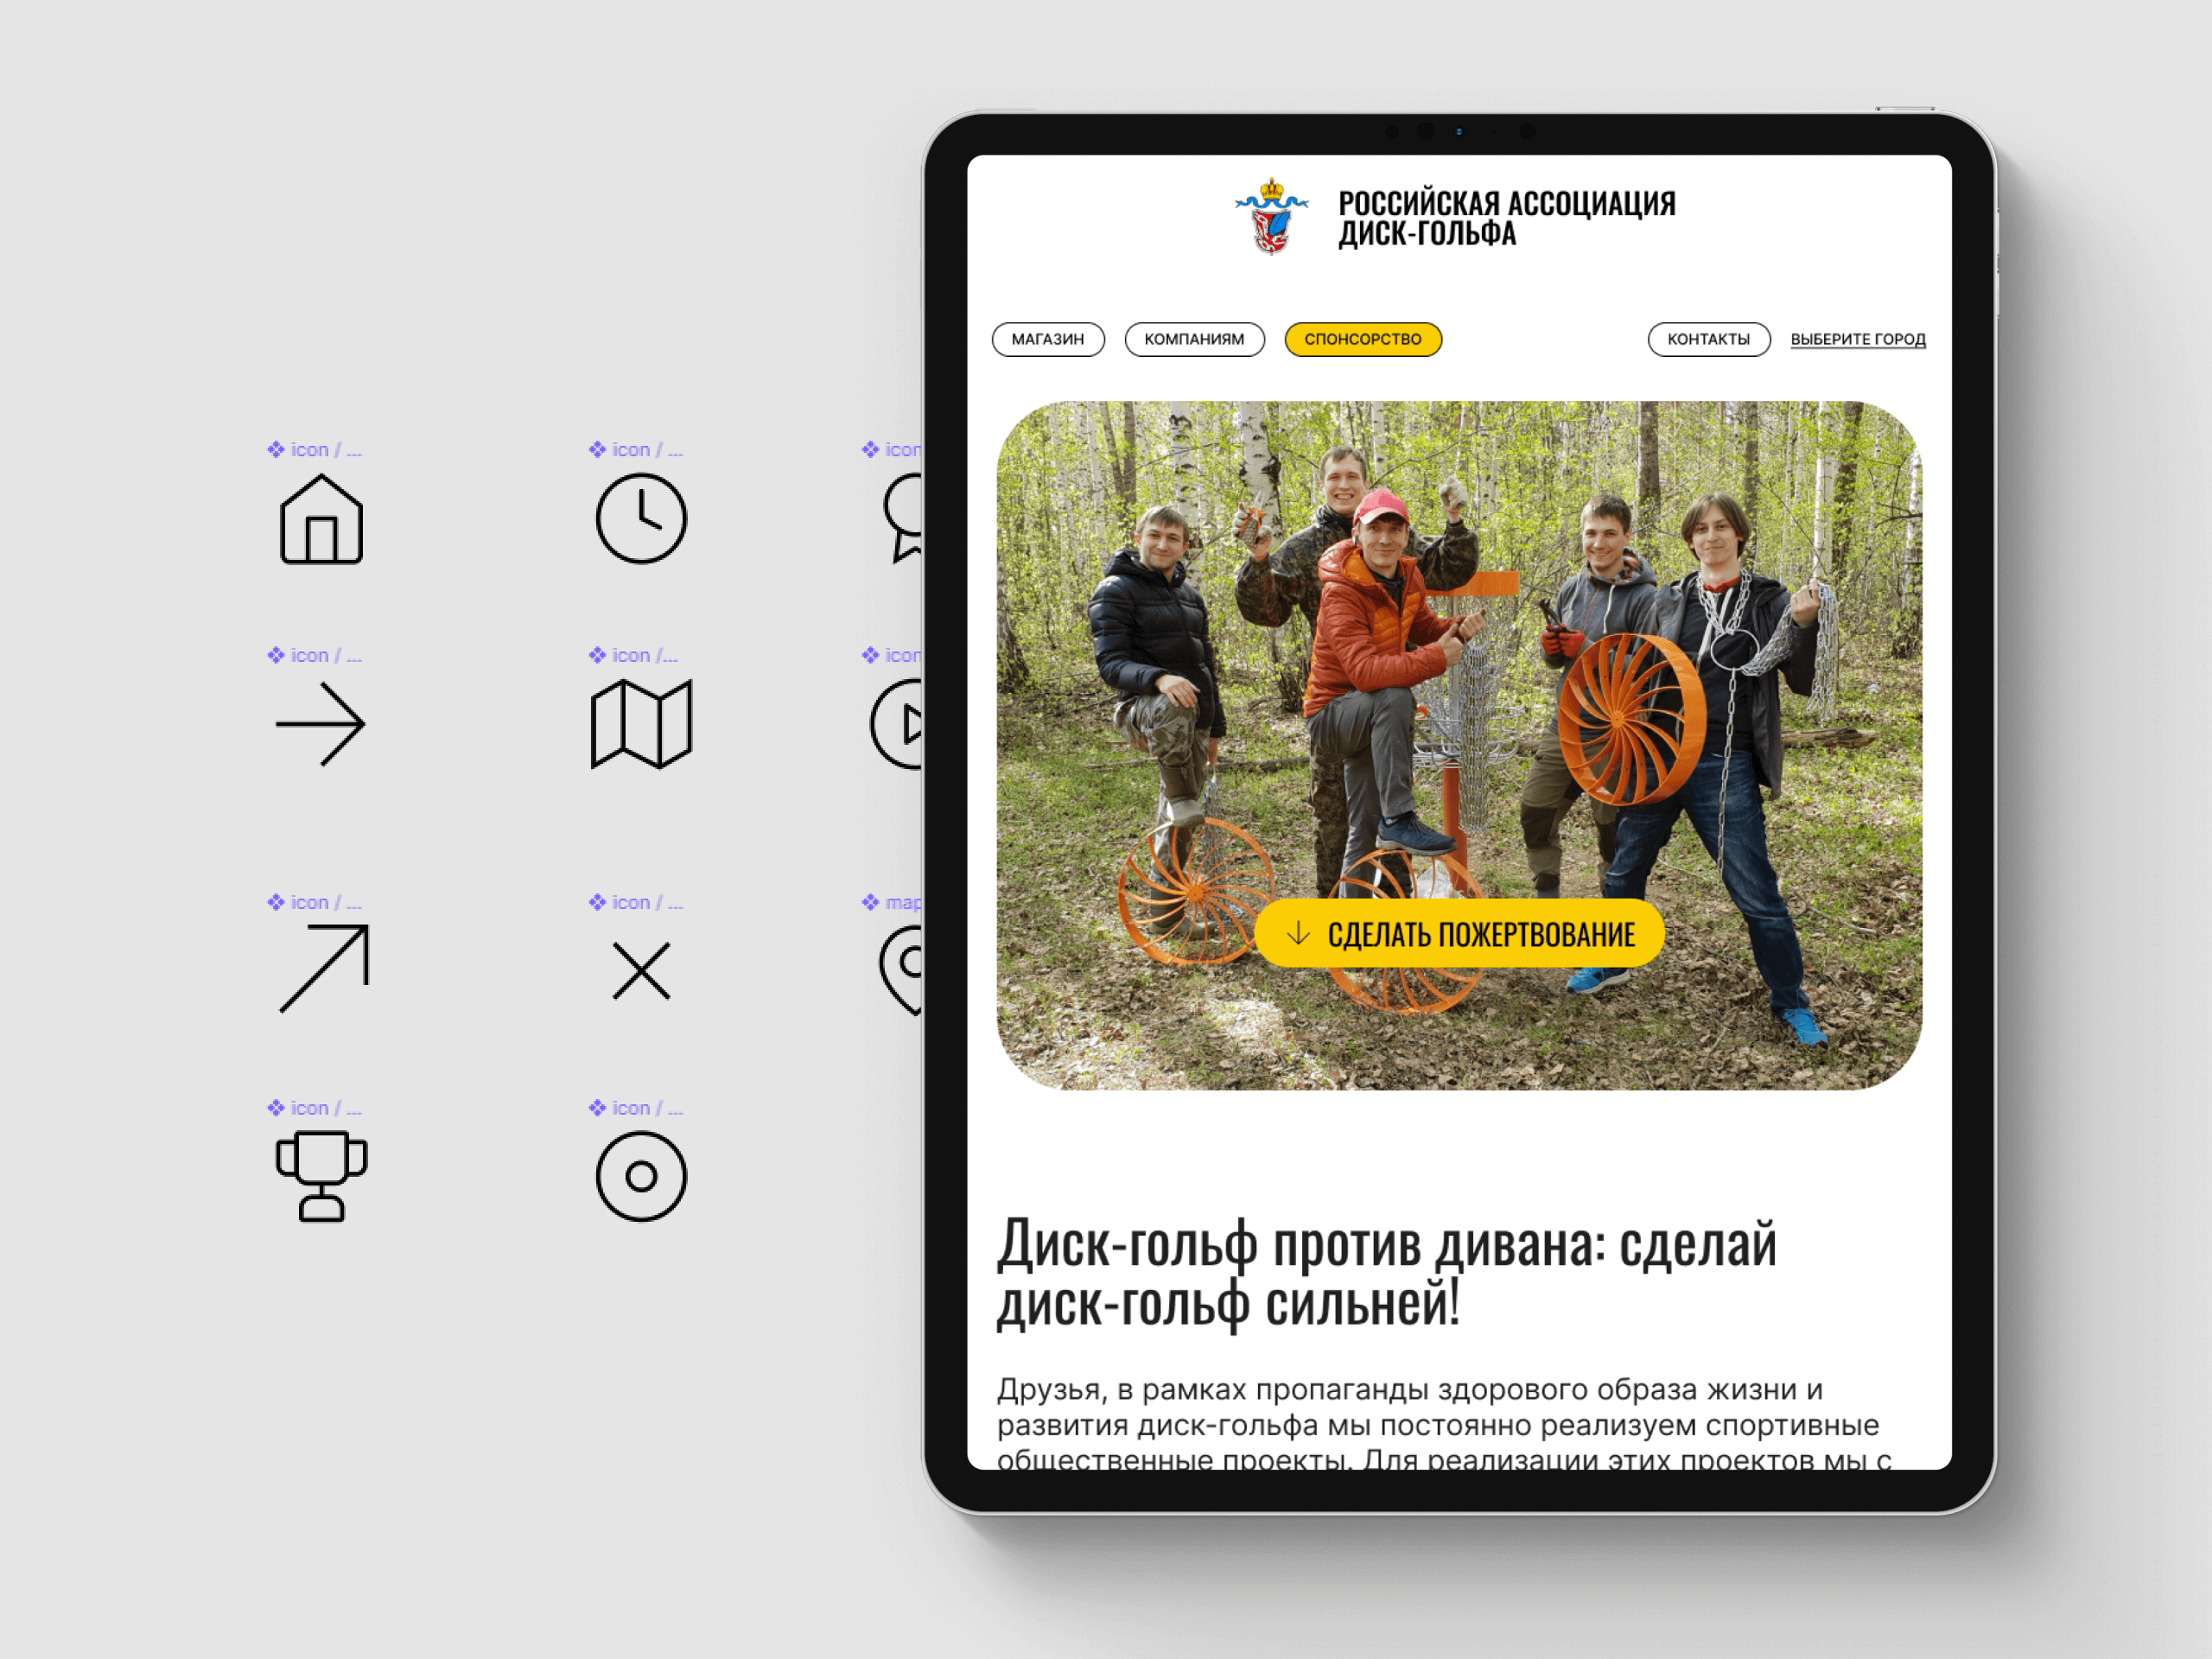 icon / ...
icon / ...
icon
icon / ...
icon /...
icon
icon / ...
icon / ...
map
icon / ...
icon / ...
РОССИЙСКАЯ АССОЦИАЦИЯ
ДИСК-ГОЛЬФА
МАГАЗИН
КОМПАНИЯМ
СПОНСОРСТВО
КОНТАКТЫ
ВЫБЕРИТЕ ГОРОД
СДЕЛАТЬ ПОЖЕРТВОВАНИЕ
Диск-гольф против дивана: сделай
диск-гольф сильней!
Друзья, в рамках пропаганды здорового образа жизни и
развития диск-гольфа мы постоянно реализуем спортивные
общественные проекты. Для реализации этих проектов мы с